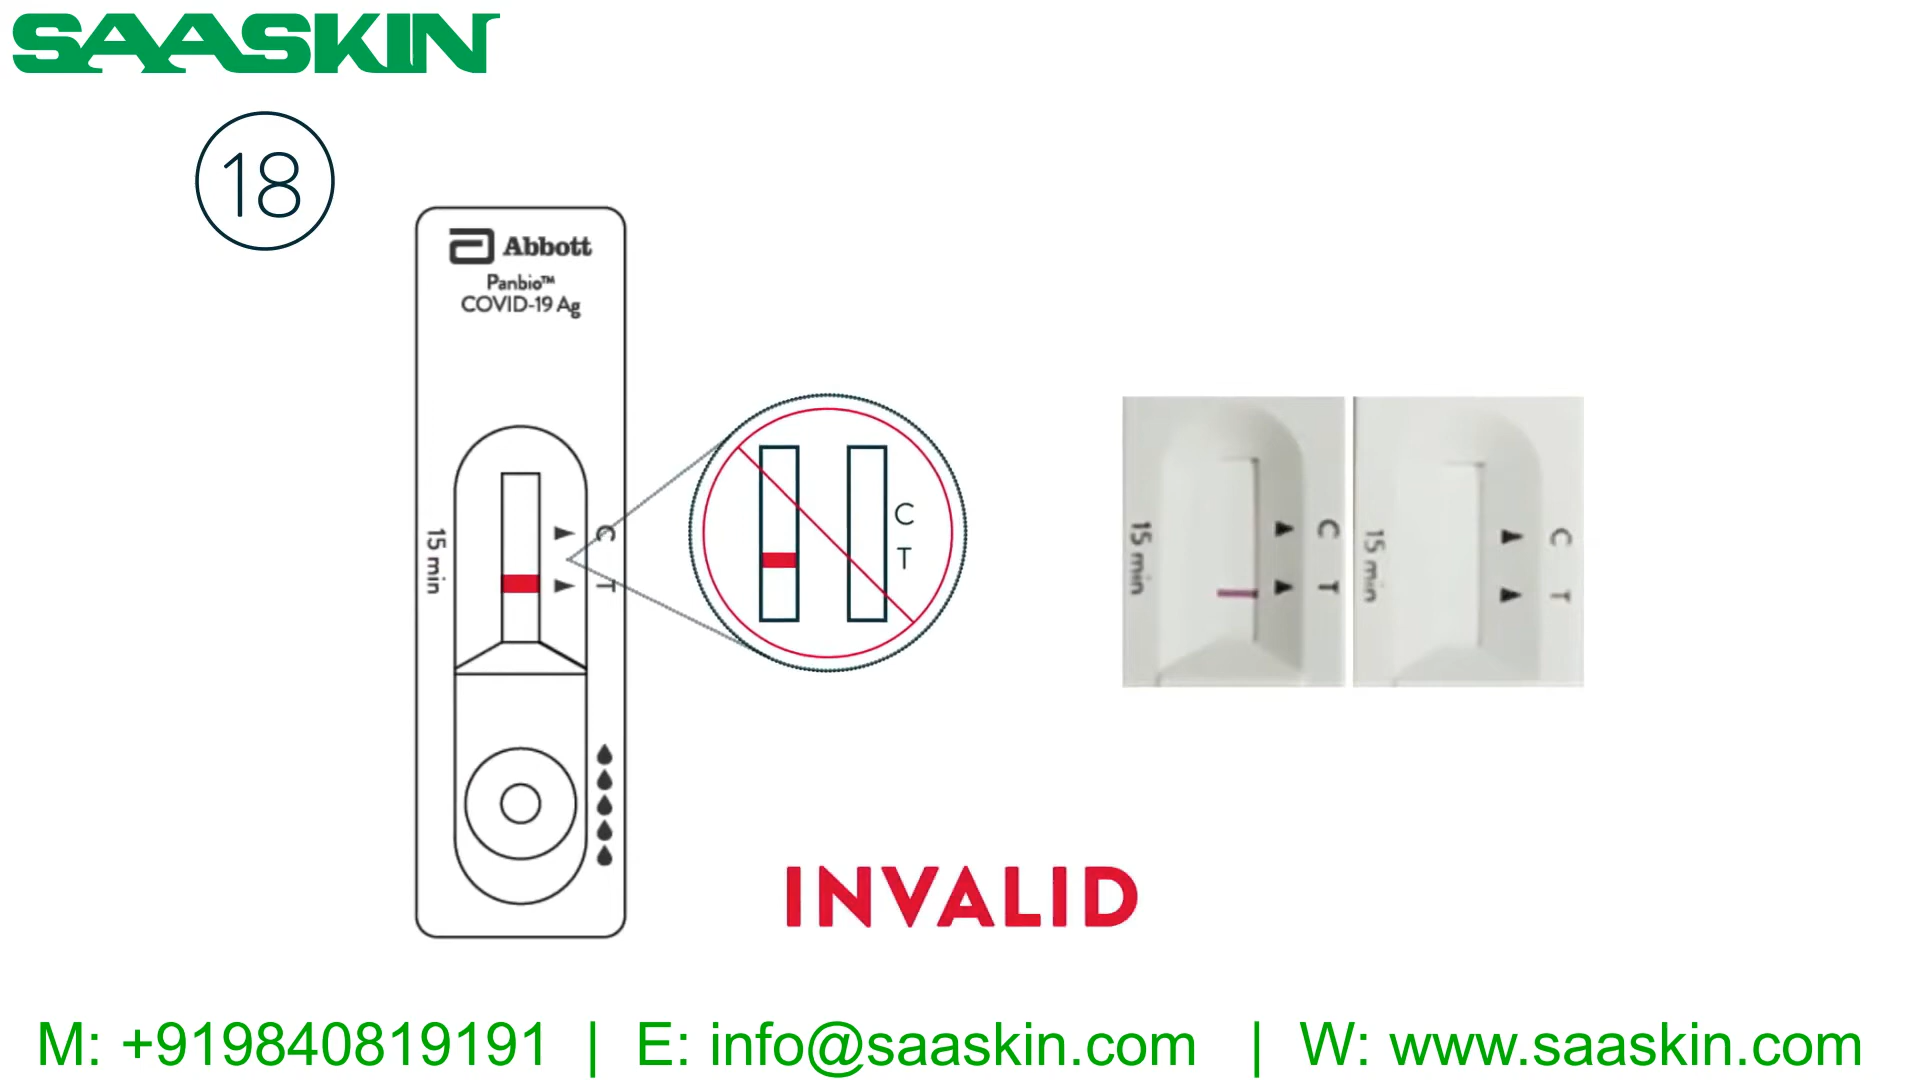 SAASKIN
18
Abbott
Panbio™
COVID-19 Ag
15 min
C
T
C
T
15 min
C
T
15 min
C
T
INVALID
M: +919840819191 | E: info@saaskin.com | W: www.saaskin.com